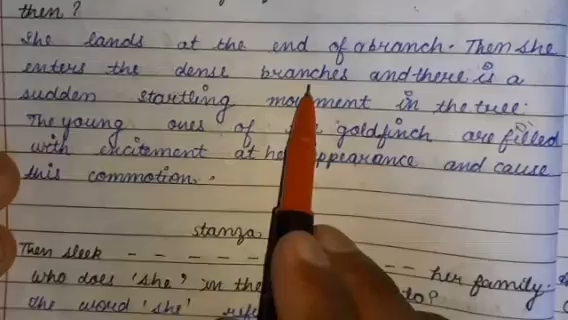 then?
She lands at the end of a branch. Then she
enters the dense branches and there is a
sudden startling movement in the tree.
The young ones of goldfinch are filled
with excitement at appearance and cause
this commotion.
stanza
Then sleek - - - - - - - her family.
who does 'she' in the to?
the word 'she'